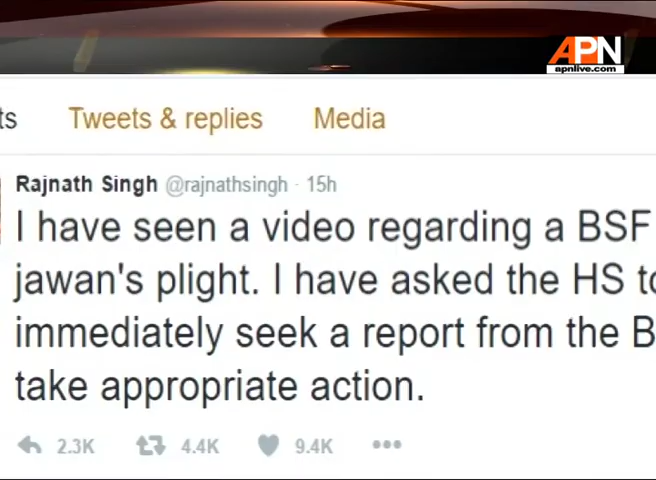 APN
apnlive.com
ts Tweets & replies Media
Rajnath Singh @rajnathsingh · 15h
I have seen a video regarding a BSF
jawan's plight. I have asked the HS to
immediately seek a report from the B
take appropriate action.
2.3K 4.4K 9.4K